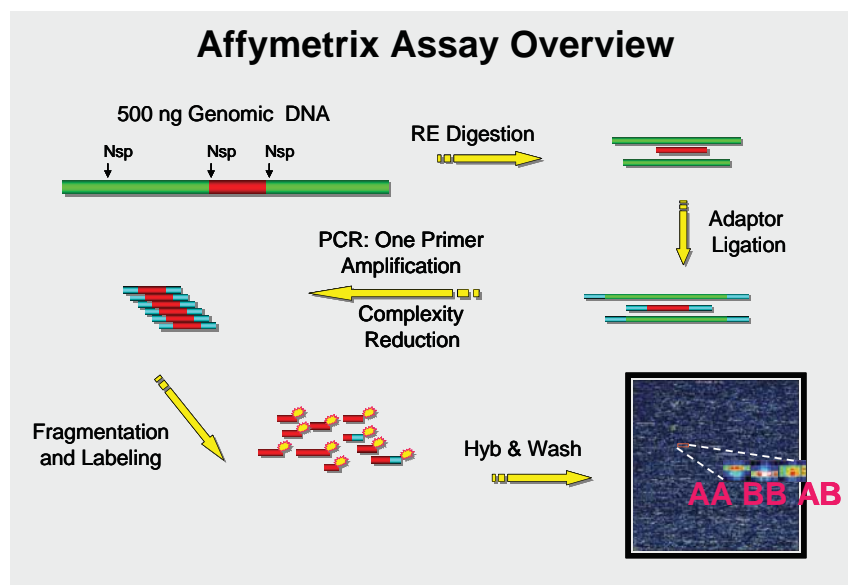 Affymetrix Assay Overview
500 ng Genomic DNA
Nsp
Nsp
Nsp
RE Digestion
Adaptor
Ligation
PCR: One Primer
Amplification
Complexity
Reduction
Fragmentation
and Labeling
Hyb & Wash
AA BB AB